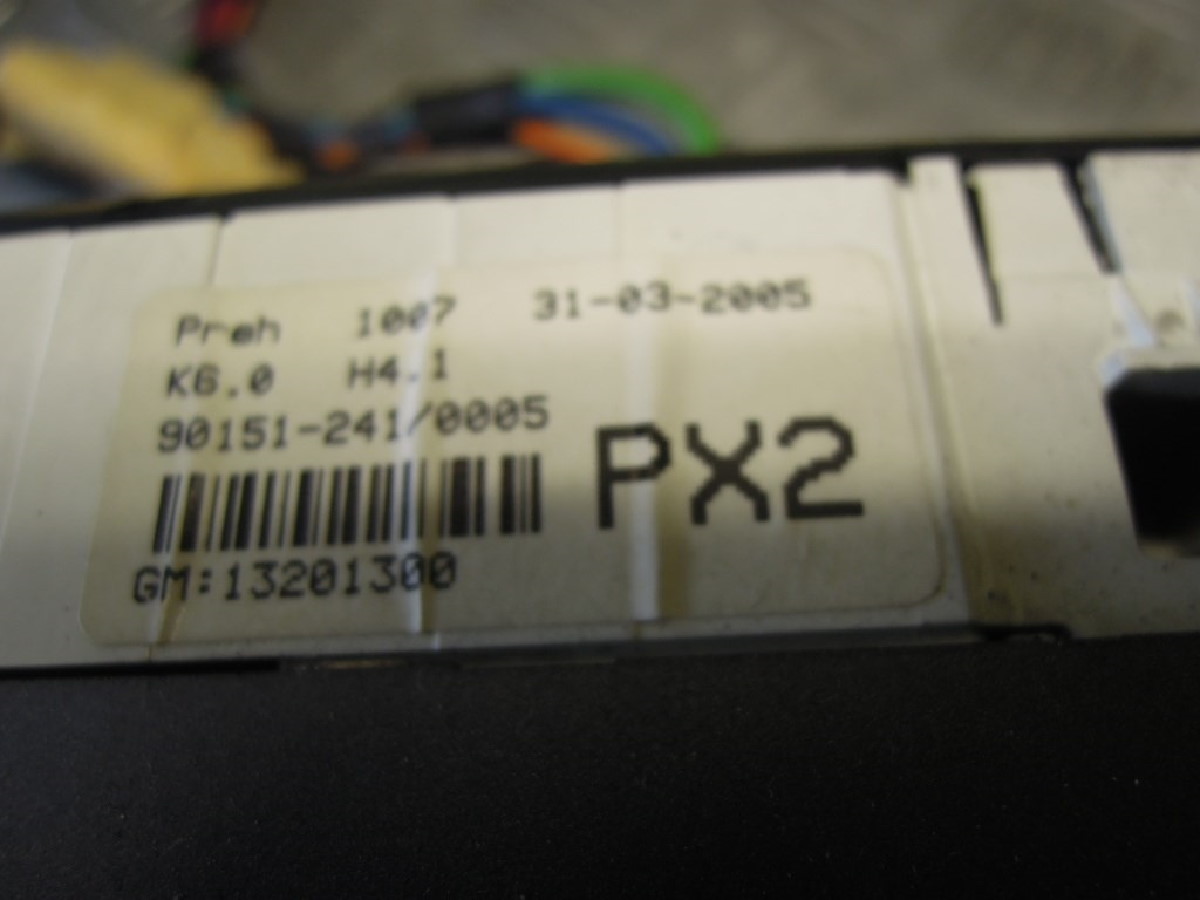 Preh 1007 31-03-2005
K6.0 H4.1
90151-241/0005
PX2
GM:13201300